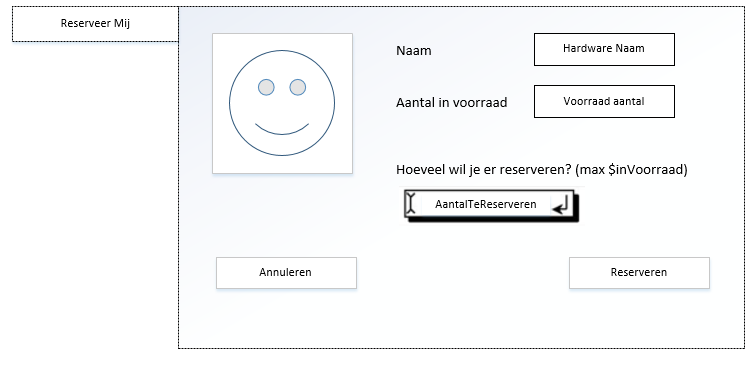 Reserveer Mij
Naam
Hardware Naam
Aantal in voorraad
Voorraad aantal
Hoeveel wil je er reserveren? (max $inVoorraad)
AantalTeReserveren
Annuleren
Reserveren